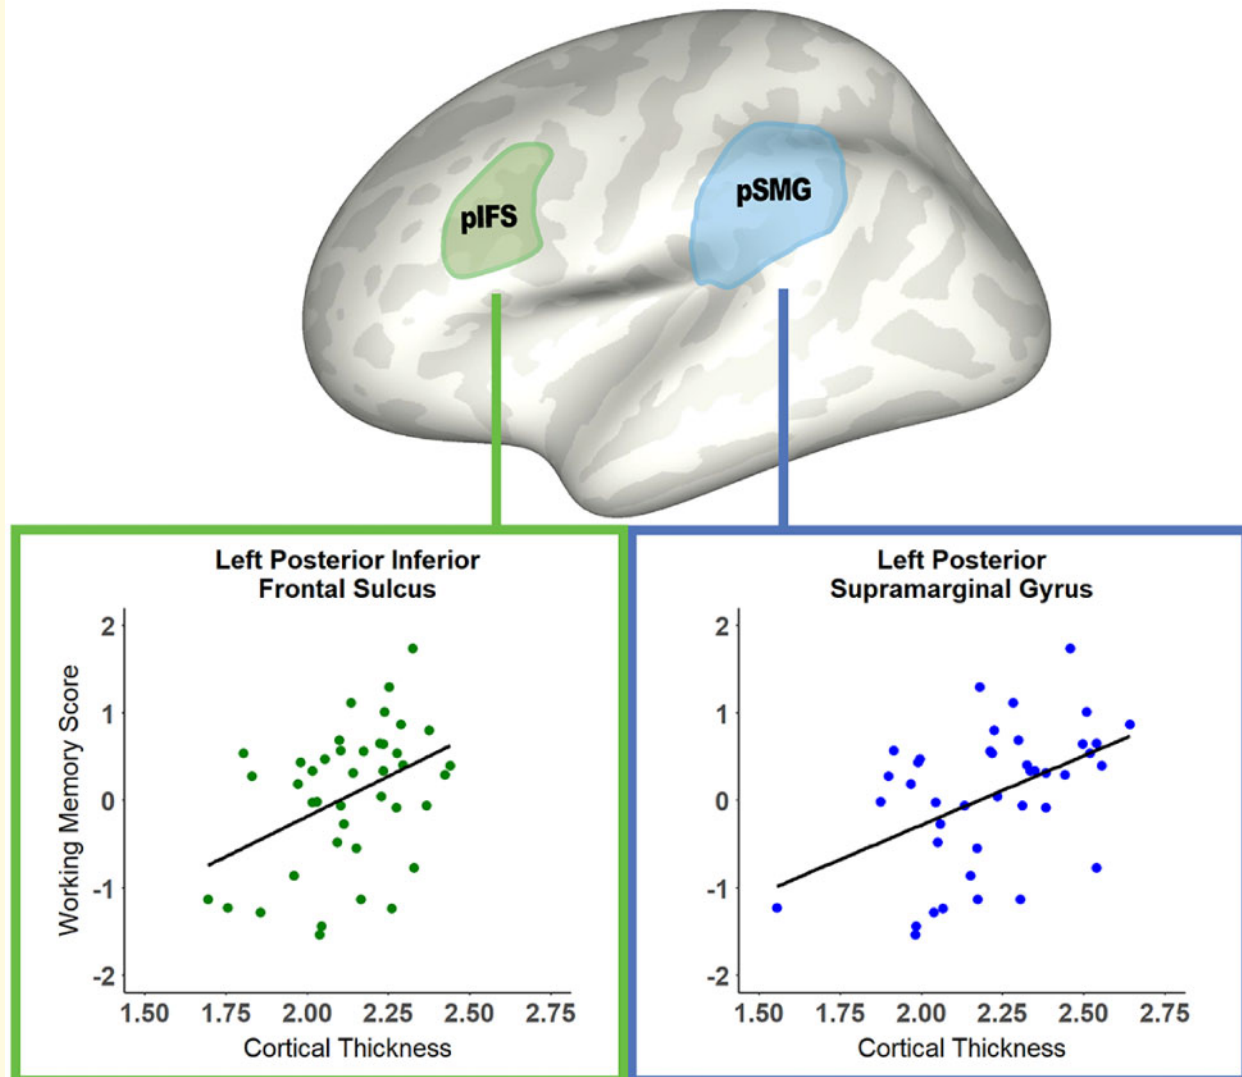 pIFS
pSMG
Left Posterior Inferior
Frontal Sulcus
Working Memory Score
2
1
0
-1
-2
1.50 1.75 2.00 2.25 2.50 2.75
Cortical Thickness
Left Posterior
Supramarginal Gyrus
2
1
0
-1
-2
1.50 1.75 2.00 2.25 2.50 2.75
Cortical Thickness